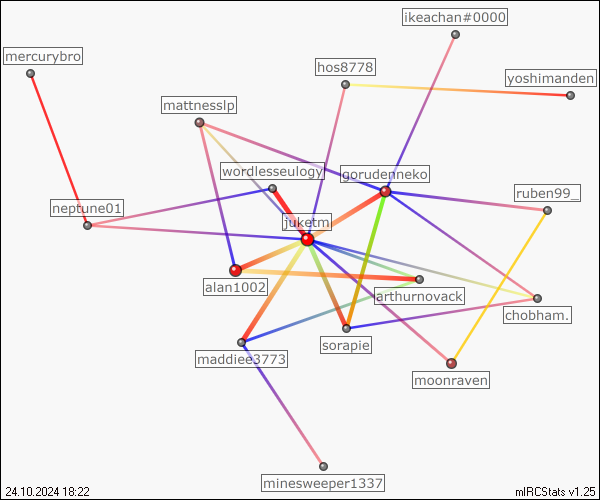 ikeachan#0000
mercurybro
hos8778
yoshimanden
mattnesslp
wordlesseulogy
gorudenneko
ruben99_
neptune01
juketm
alan1002
arthurnovack
chobham.
sorapie
maddiee3773
moonraven
minesweeper1337
24.10.2024 18:22
mIRCStats v1.25